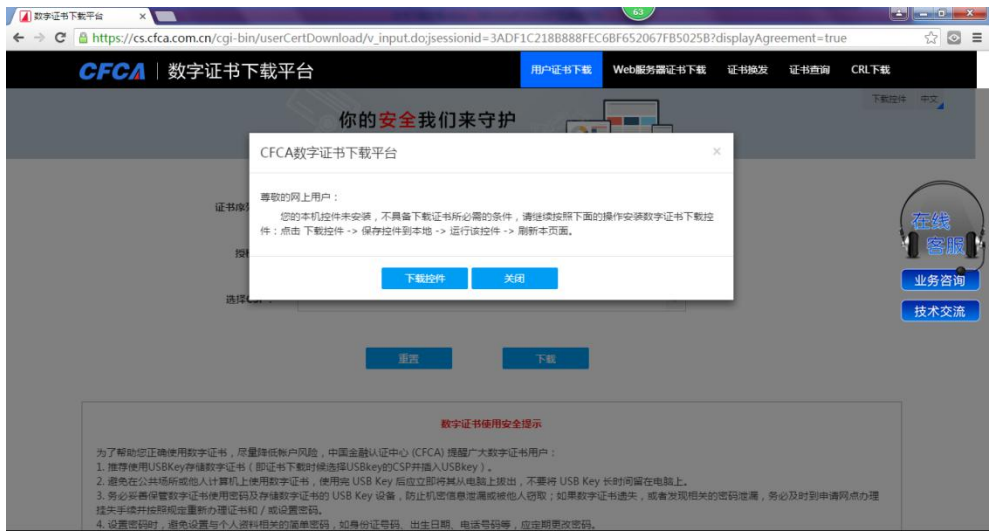 数字证书下载平台
63
https://cs.cfca.com.cn/cgi-bin/userCertDownload/v_input.do;jsessionid=3ADF1C218B888FEC6BF652067FB5025B?displayAgreement=true
CFCA 数字证书下载平台 用户证书下载 Web服务器证书下载 证书换发 证书查询 CRL下载
下载控件 中文
你的安全我们来守护
CFCA数字证书下载平台
尊敬的网上用户：
您的本机控件未安装，不具备下载证书所必需的条件，请继续按照下面的操作安装数字证书下载控
件：点击 下载控件 -> 保存控件到本地 -> 运行该控件 -> 刷新本页面。
下载控件 关闭
证书序
选择
在线
客服
业务咨询
技术交流
重置 下载
数字证书使用安全提示
为了帮助您正确使用数字证书，尽量降低帐户风险，中国金融认证中心 (CFCA) 提醒广大数字证书用户：
1. 推荐使用USBKey存储数字证书（即证书下载时候选择USBkey的CSP并插入USBkey）。
2. 避免在公共场所或他人计算机上使用数字证书，使用完 USB Key 后应立即将其从电脑上拔出，不要将 USB Key 长时间留在电脑上。
3. 务必妥善保管数字证书使用密码及存储数字证书的 USB Key 设备，防止机密信息泄漏或被他人窃取；如果数字证书遗失，或者发现相关的密码泄漏，务必及时到申请网点办理
挂失手续并按照规定重新办理证书和 / 或设置密码。
4. 设置密码时，避免设置与个人资料相关的简单密码，如身份证号码、出生日期、电话号码等，应定期更改密码。